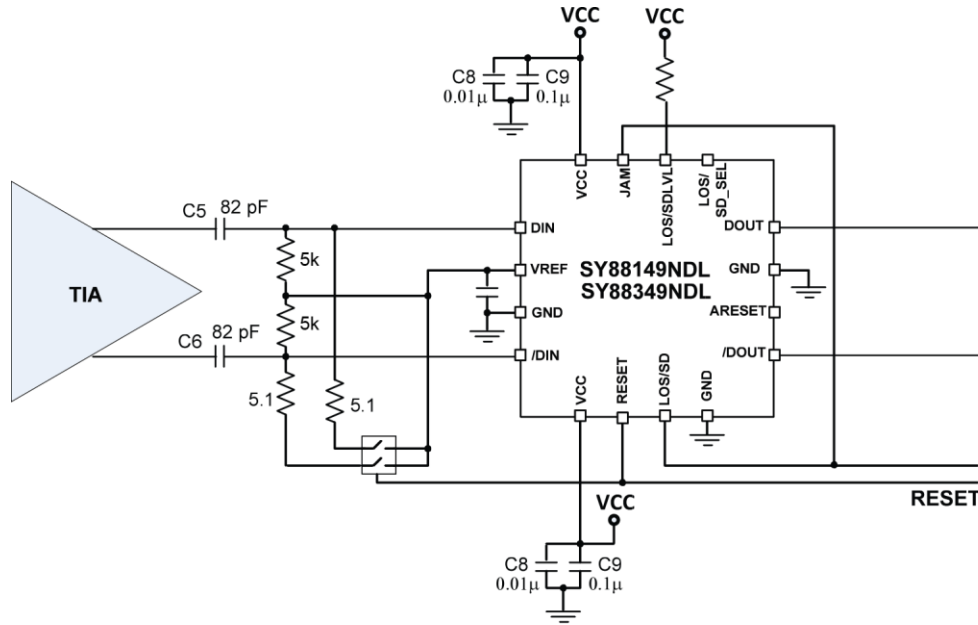 VCC
VCC
C8
C9
0.01µ
0.1µ
VCC
JAM
LOS/SDLVL
LOS/
SD_SEL
C5
82 pF
DIN
DOUT
5k
VREF
SY88149NDL
GND
TIA
SY88349NDL
5k
GND
ARESET
C6
82 pF
/DIN
/DOUT
5.1
5.1
VCC
RESET
LOS/SD
GND
RESET
VCC
C8
C9
0.01µ
0.1µ